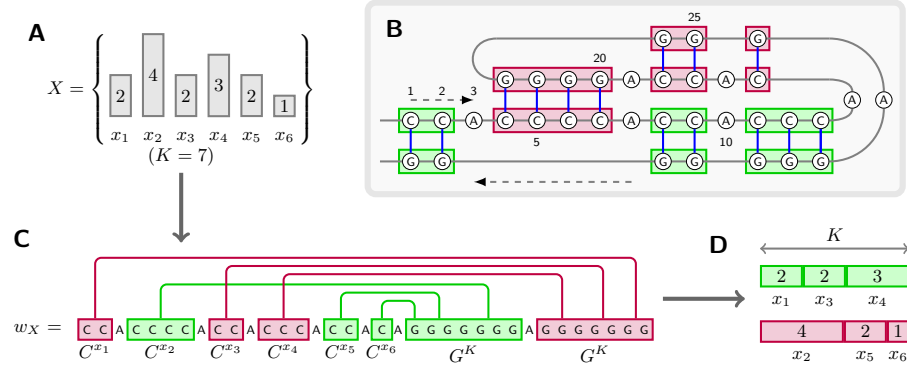 A
X =
2 4 2 3 2 1
x1 x2 x3 x4 x5 x6
(K = 7)
B
25
G G G
20
G G G G A C C A C
1 2 3
A A
C C A C C C C A C C A C C C
5 10
G G G G G G G
C
wX = C C A C C C C A C C A C C C A C C A C A G G G G G G G A G G G G G G G
Cx1 Cx2 Cx3 Cx4 Cx5 Cx6 GK GK
D
K
2 2 3
x1 x3 x4
4 2 1
x2 x5 x6